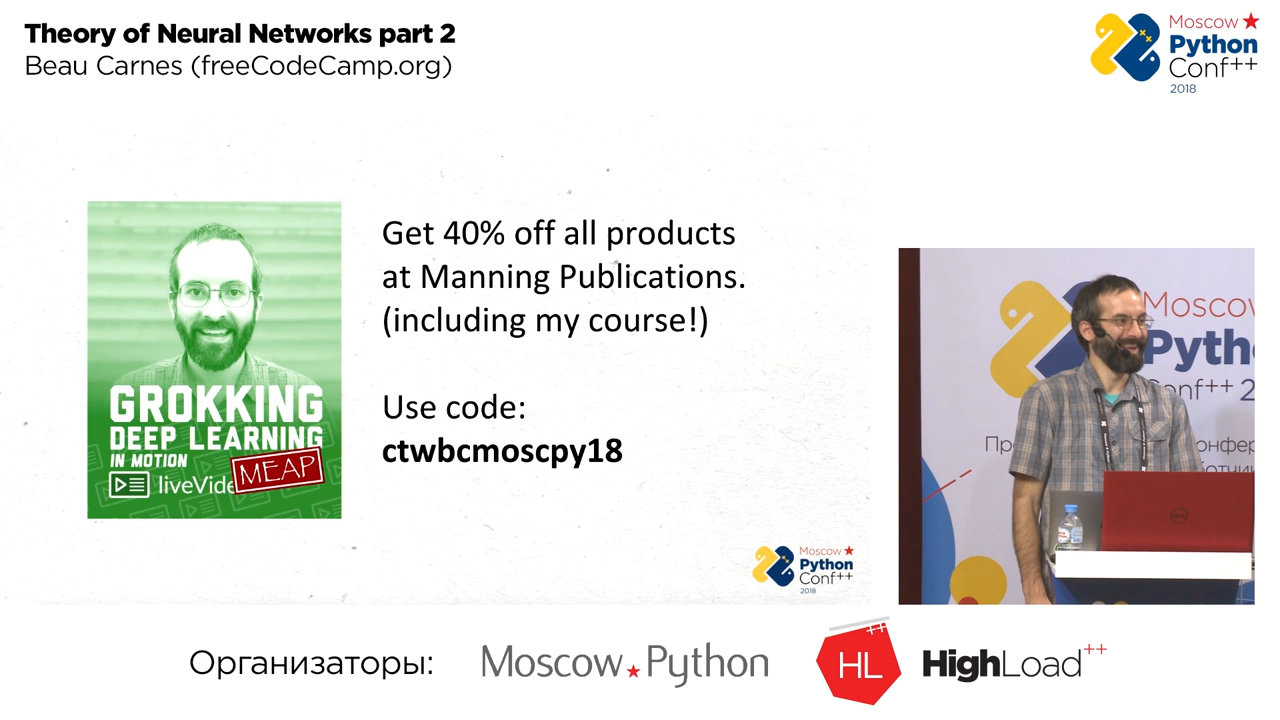 Theory of Neural Networks part 2
Beau Carnes (freeCodeCamp.org)
Moscow
Python
Conf++
2018
Get 40% off all products
at Manning Publications.
(including my course!)
Use code:
ctwbcmoscpy18
GROKKING
DEEP LEARNING
IN MOTION
MEAP
Moscow
Python
Conf++
2018
Conf++ 2
Организаторы:
Moscow Python
HL++
HighLoad++